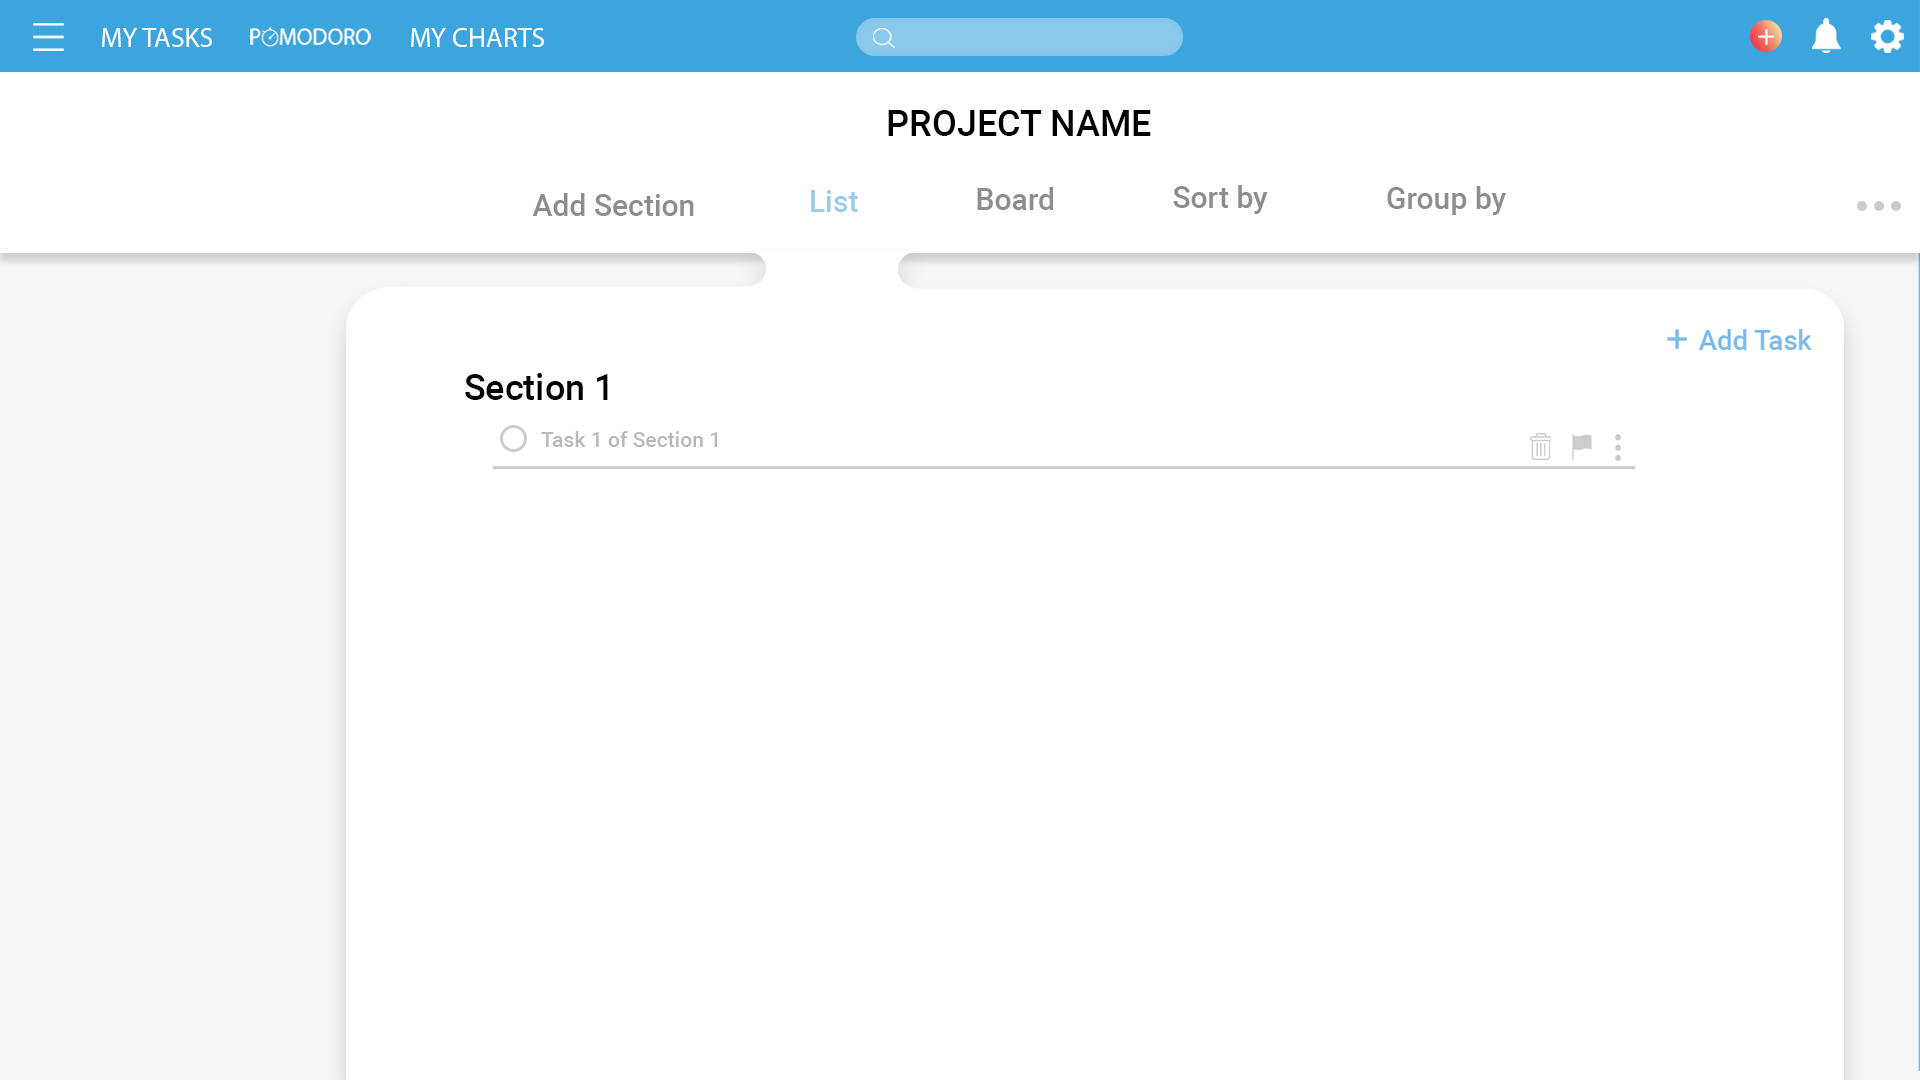 MY TASKS POMODORO MY CHARTS
PROJECT NAME
Add Section List Board Sort by Group by
+ Add Task
Section 1
Task 1 of Section 1